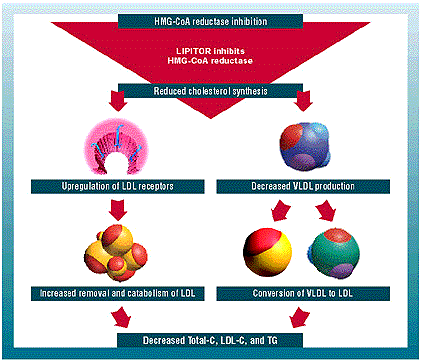 HMG-CoA reductase inhibition
LIPITOR inhibits
HMG-CoA reductase
Reduced cholesterol synthesis
Upregulation of LDL receptors
Decreased VLDL production
Increased removal and catabolism of LDL
Conversion of VLDL to LDL
Decreased Total-C, LDL-C, and TG